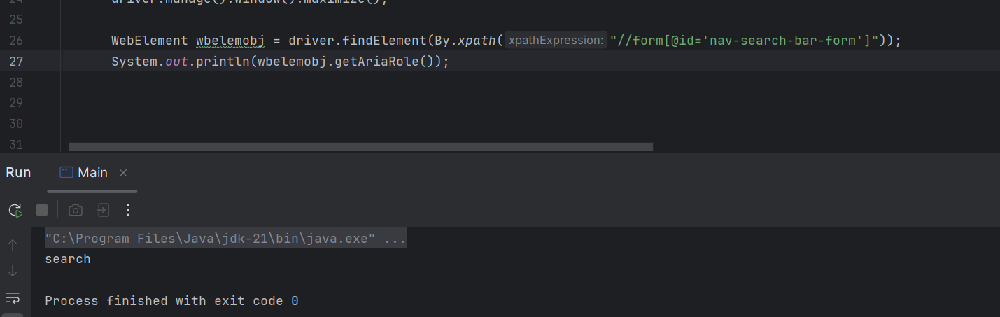 24 driver.manage().window().maximize();
25
26 WebElement wbelemobj = driver.findElement(By.xpath( xpathExpression: "//form[@id='nav-search-bar-form']"));
27 System.out.println(wbelemobj.getAriaRole());
28
29
30
31
Run Main ×
"C:\Program Files\Java\jdk-21\bin\java.exe" ...
search
Process finished with exit code 0